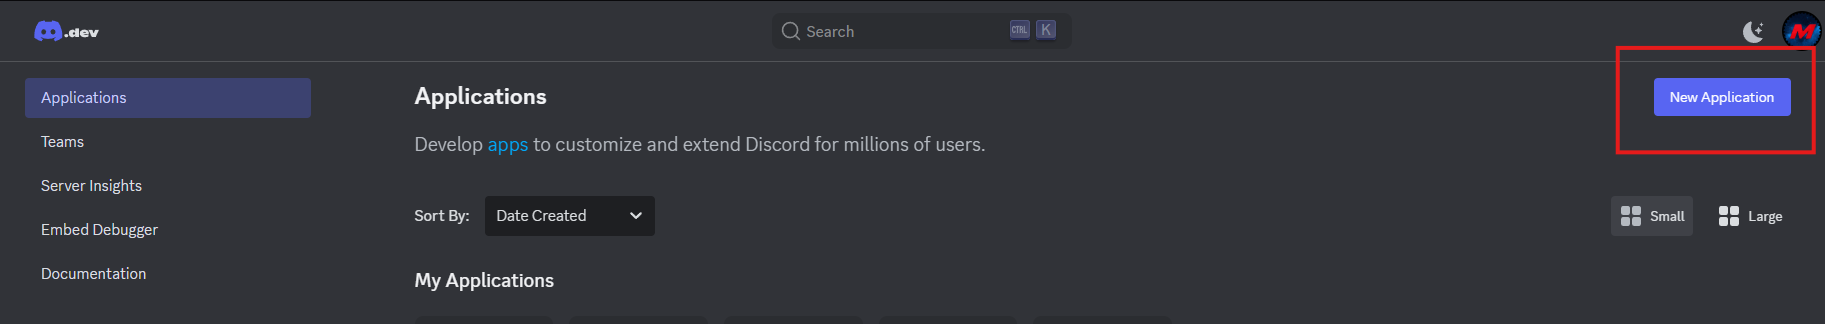 .dev
Search
CTRL K
M
Applications
Teams
Server Insights
Embed Debugger
Documentation
Applications
New Application
Develop apps to customize and extend Discord for millions of users.
Sort By: Date Created
Small
Large
My Applications